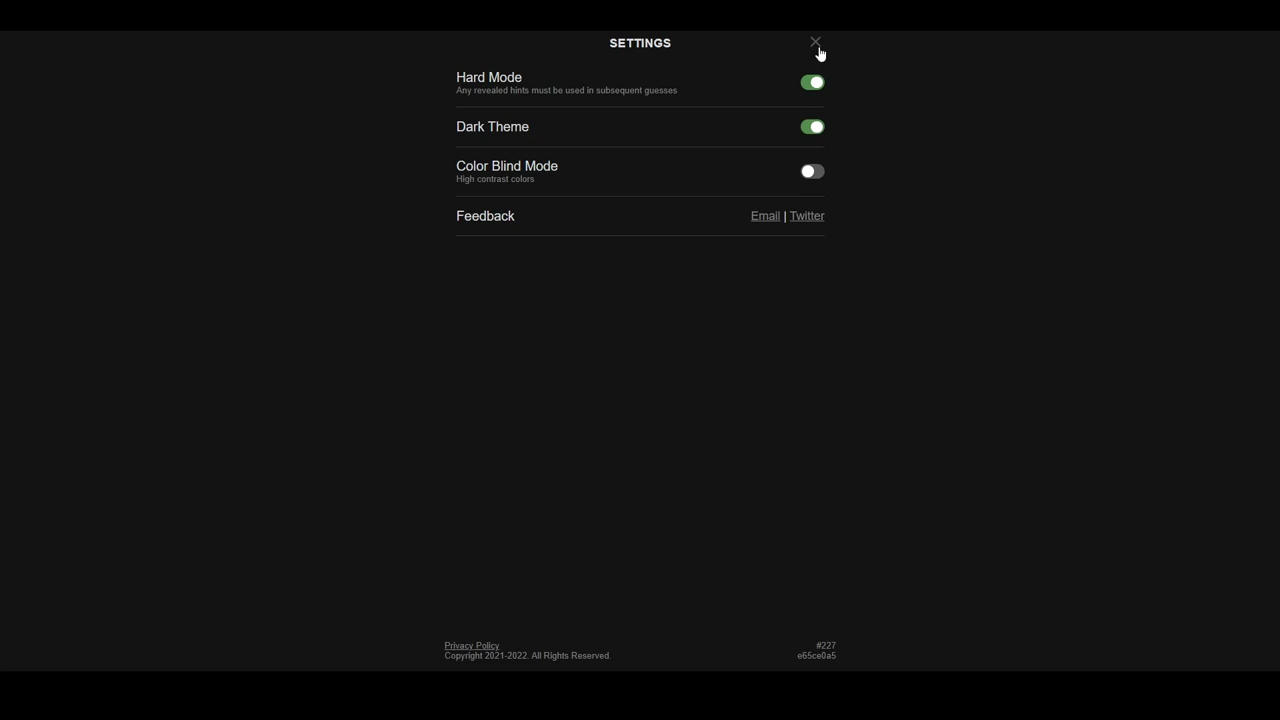 SETTINGS
Hard Mode
Any revealed hints must be used in subsequent guesses
Dark Theme
Color Blind Mode
High contrast colors
Feedback
Email | Twitter
Privacy Policy
#227
Copyright 2021-2022. All Rights Reserved.
e65ce0a5